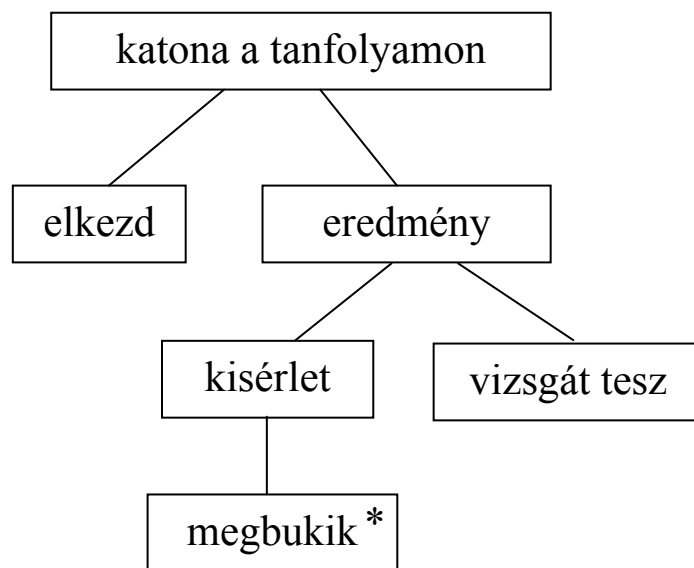 katona a tanfolyamon
elkezd
eredmény
kisérlet
vizsgát tesz
megbukik *